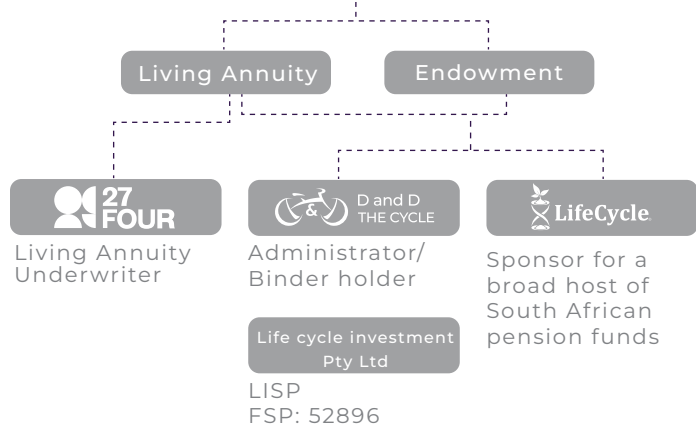 Living Annuity
Endowment
27
FOUR
Living Annuity
Underwriter
&
D and D
THE CYCLE
Administrator/
Binder holder
LifeCycle
Sponsor for a
broad host of
South African
pension funds
Life cycle investment
Pty Ltd
LISP
FSP: 52896